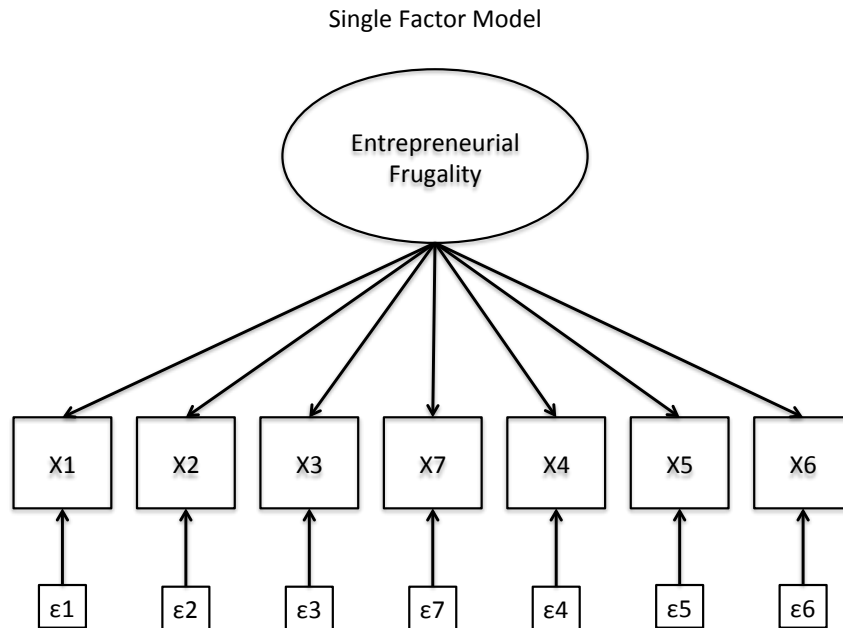 Single Factor Model
Entrepreneurial
Frugality
X1 X2 X3 X7 X4 X5 X6
ε1 ε2 ε3 ε7 ε4 ε5 ε6